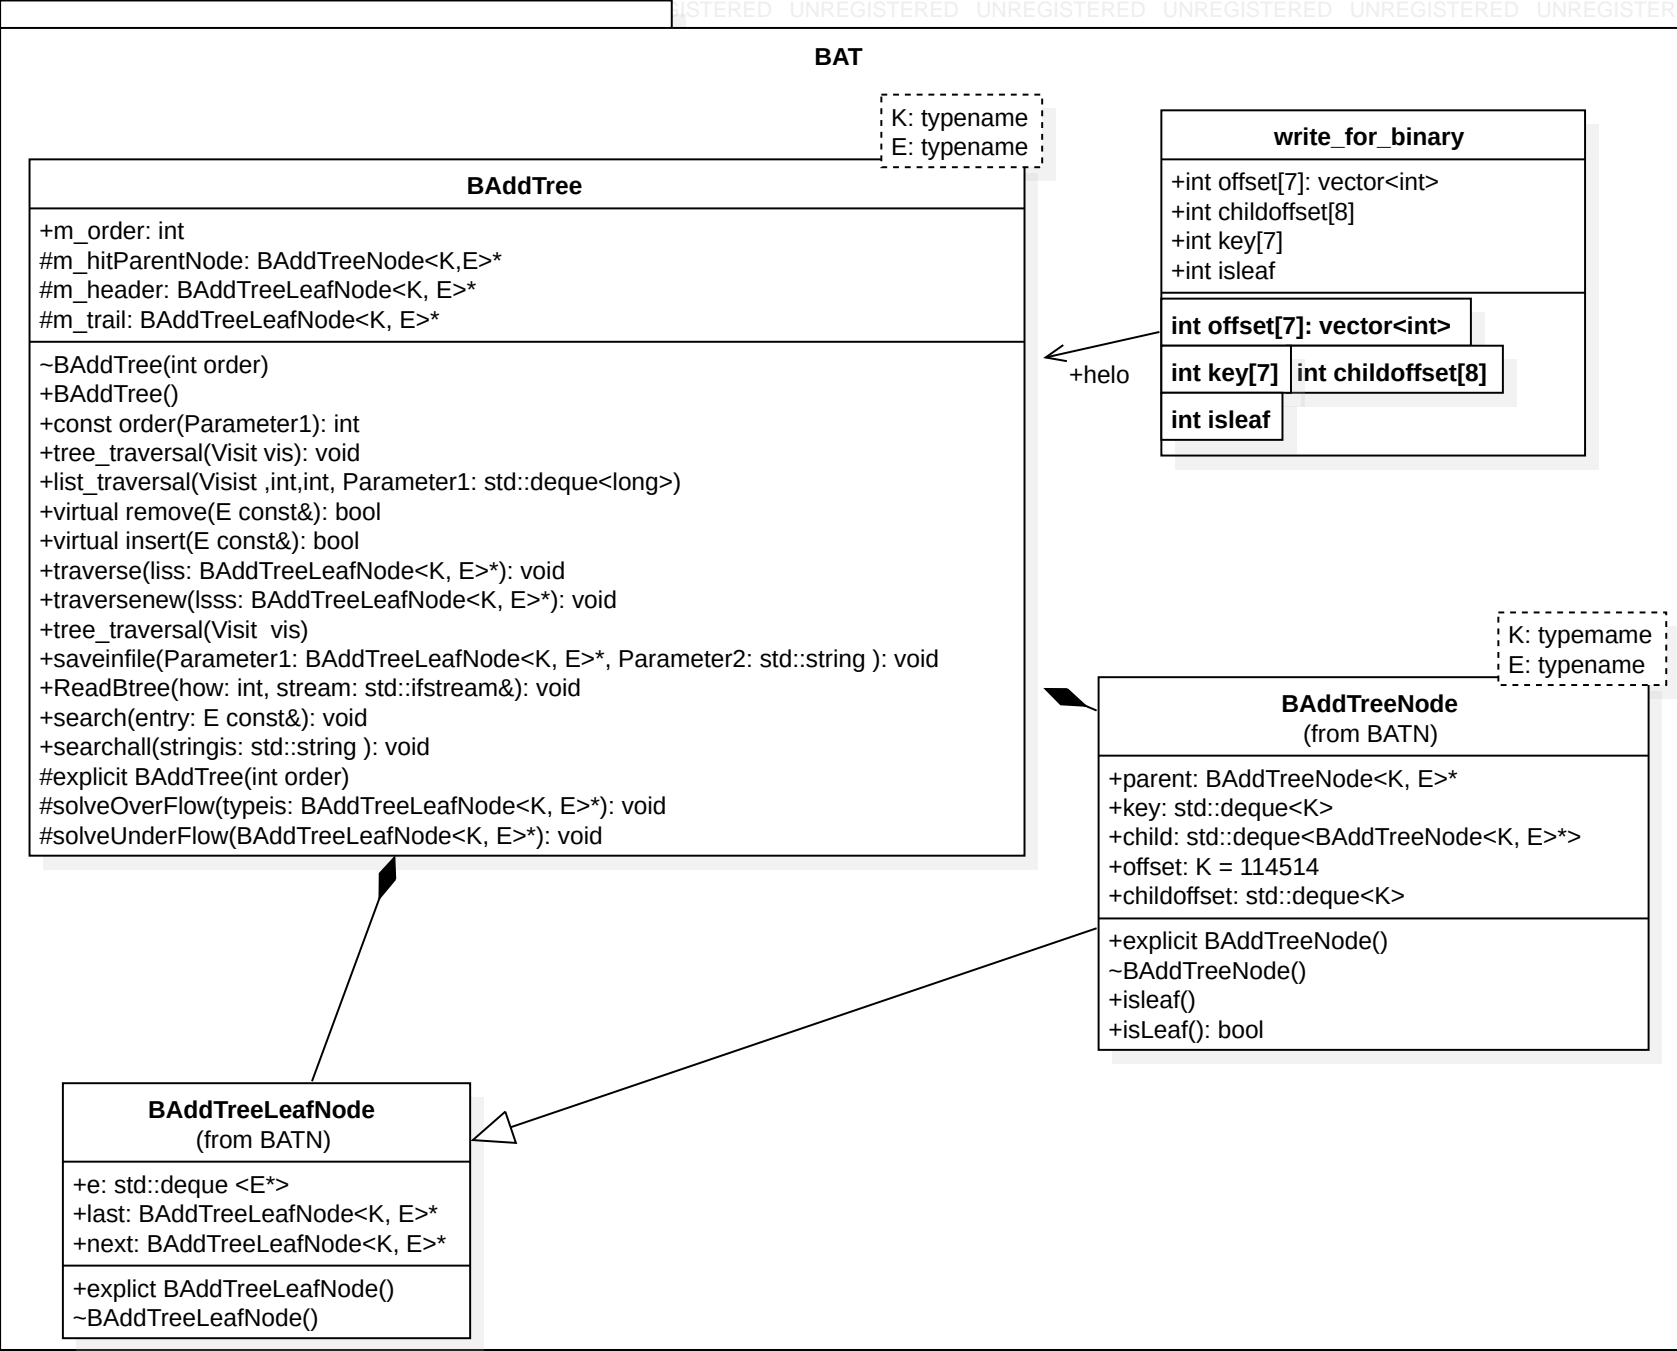 ISTERED UNREGISTERED UNREGISTERED UNREGISTERED UNREGISTERED UNREGISTER
BAT
K: typename
E: typename
BAddTree
+m_order: int
#m_hitParentNode: BAddTreeNode<K,E>*
#m_header: BAddTreeLeafNode<K, E>*
#m_trail: BAddTreeLeafNode<K, E>*
~BAddTree(int order)
+BAddTree()
+const order(Parameter1): int
+tree_traversal(Visit vis): void
+list_traversal(Visist ,int,int, Parameter1: std::deque<long>)
+virtual remove(E const&): bool
+virtual insert(E const&): bool
+traverse(liss: BAddTreeLeafNode<K, E>*): void
+traversenew(lsss: BAddTreeLeafNode<K, E>*): void
+tree_traversal(Visit  vis)
+saveinfile(Parameter1: BAddTreeLeafNode<K, E>*, Parameter2: std::string ): void
+ReadBtree(how: int, stream: std::ifstream&): void
+search(entry: E const&): void
+searchall(stringis: std::string ): void
#explicit BAddTree(int order)
#solveOverFlow(typeis: BAddTreeLeafNode<K, E>*): void
#solveUnderFlow(BAddTreeLeafNode<K, E>*): void
write_for_binary
+int offset[7]: vector<int>
+int childoffset[8]
+int key[7]
+int isleaf
int offset[7]: vector<int>
int key[7] int childoffset[8]
int isleaf
+helo
K: typemame
E: typename
BAddTreeNode
(from BATN)
+parent: BAddTreeNode<K, E>*
+key: std::deque<K>
+child: std::deque<BAddTreeNode<K, E>*>
+offset: K = 114514
+childoffset: std::deque<K>
+explicit BAddTreeNode()
~BAddTreeNode()
+isleaf()
+isLeaf(): bool
BAddTreeLeafNode
(from BATN)
+e: std::deque <E*>
+last: BAddTreeLeafNode<K, E>*
+next: BAddTreeLeafNode<K, E>*
+explict BAddTreeLeafNode()
~BAddTreeLeafNode()